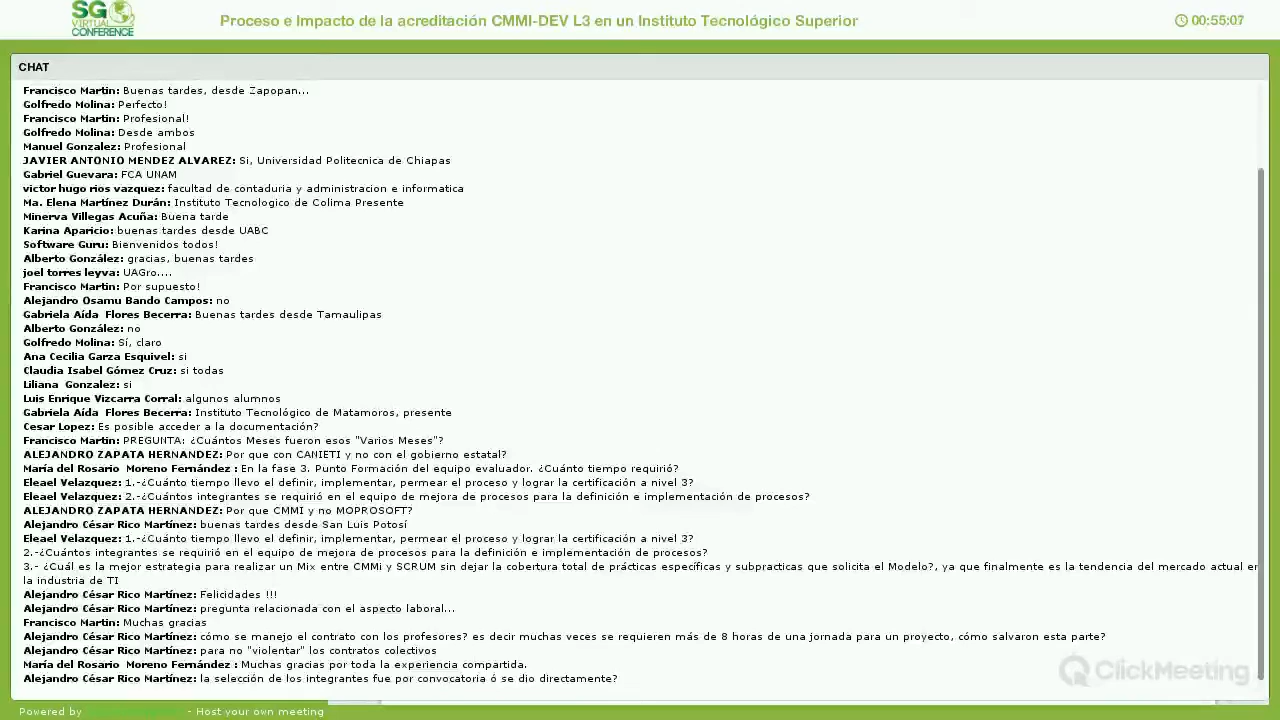 SG
VIRTUAL
CONFERENCE
Proceso e Impacto de la acreditación CMMI-DEV L3 en un Instituto Tecnológico Superior
00:55:07
CHAT
Francisco Martin: Buenas tardes, desde Zapopan...
Golfredo Molina: Perfecto!
Francisco Martin: Profesional!
Golfredo Molina: Desde ambos
Manuel Gonzalez: Profesional
JAVIER ANTONIO MENDEZ ALVAREZ: Si, Universidad Politecnica de Chiapas
Gabriel Guevara: FCA UNAM
victor hugo rios vazquez: facultad de contaduria y administracion e informatica
Ma. Elena Martínez Durán: Instituto Tecnologico de Colima Presente
Minerva Villegas Acuña: Buena tarde
Karina Aparicio: buenas tardes desde UABC
Software Guru: Bienvenidos todos!
Alberto González: gracias, buenas tardes
joel torres leyva: UAGro....
Francisco Martin: Por supuesto!
Alejandro Osamu Bando Campos: no
Gabriela Aída Flores Becerra: Buenas tardes desde Tamaulipas
Alberto González: no
Golfredo Molina: Sí, claro
Ana Cecilia Garza Esquivel: si
Claudia Isabel Gómez Cruz: si todas
Liliana Gonzalez: si
Luis Enrique Vizcarra Corral: algunos alumnos
Gabriela Aída Flores Becerra: Instituto Tecnológico de Matamoros, presente
Cesar Lopez: Es posible acceder a la documentación?
Francisco Martin: PREGUNTA: ¿Cuántos Meses fueron esos "Varios Meses"?
ALEJANDRO ZAPATA HERNANDEZ: Por que con CANIETI y no con el gobierno estatal?
María del Rosario Moreno Fernández : En la fase 3. Punto Formación del equipo evaluador. ¿Cuánto tiempo requirió?
Eleael Velazquez: 1.-¿Cuánto tiempo llevo el definir, implementar, permear el proceso y lograr la certificación a nivel 3?
Eleael Velazquez: 2.-¿Cuántos integrantes se requirió en el equipo de mejora de procesos para la definición e implementación de procesos?
ALEJANDRO ZAPATA HERNANDEZ: Por que CMMI y no MOPROSOFT?
Alejandro César Rico Martínez: buenas tardes desde San Luis Potosí
Eleael Velazquez: 1.-¿Cuánto tiempo llevo el definir, implementar, permear el proceso y lograr la certificación a nivel 3?
2.-¿Cuántos integrantes se requirió en el equipo de mejora de procesos para la definición e implementación de procesos?
3.- ¿Cuál es la mejor estrategia para realizar un Mix entre CMMi y SCRUM sin dejar la cobertura total de prácticas específicas y subpracticas que solicita el Modelo?, ya que finalmente es la tendencia del mercado actual en
la industria de TI
Alejandro César Rico Martínez: Felicidades !!!
Alejandro César Rico Martínez: pregunta relacionada con el aspecto laboral...
Francisco Martin: Muchas gracias
Alejandro César Rico Martínez: cómo se manejo el contrato con los profesores? es decir muchas veces se requieren más de 8 horas de una jornada para un proyecto, cómo salvaron esta parte?
Alejandro César Rico Martínez: para no "violentar" los contratos colectivos
María del Rosario Moreno Fernández : Muchas gracias por toda la experiencia compartida.
Alejandro César Rico Martínez: la selección de los integrantes fue por convocatoria ó se dio directamente?
ClickMeeting
Powered by - Host your own meeting